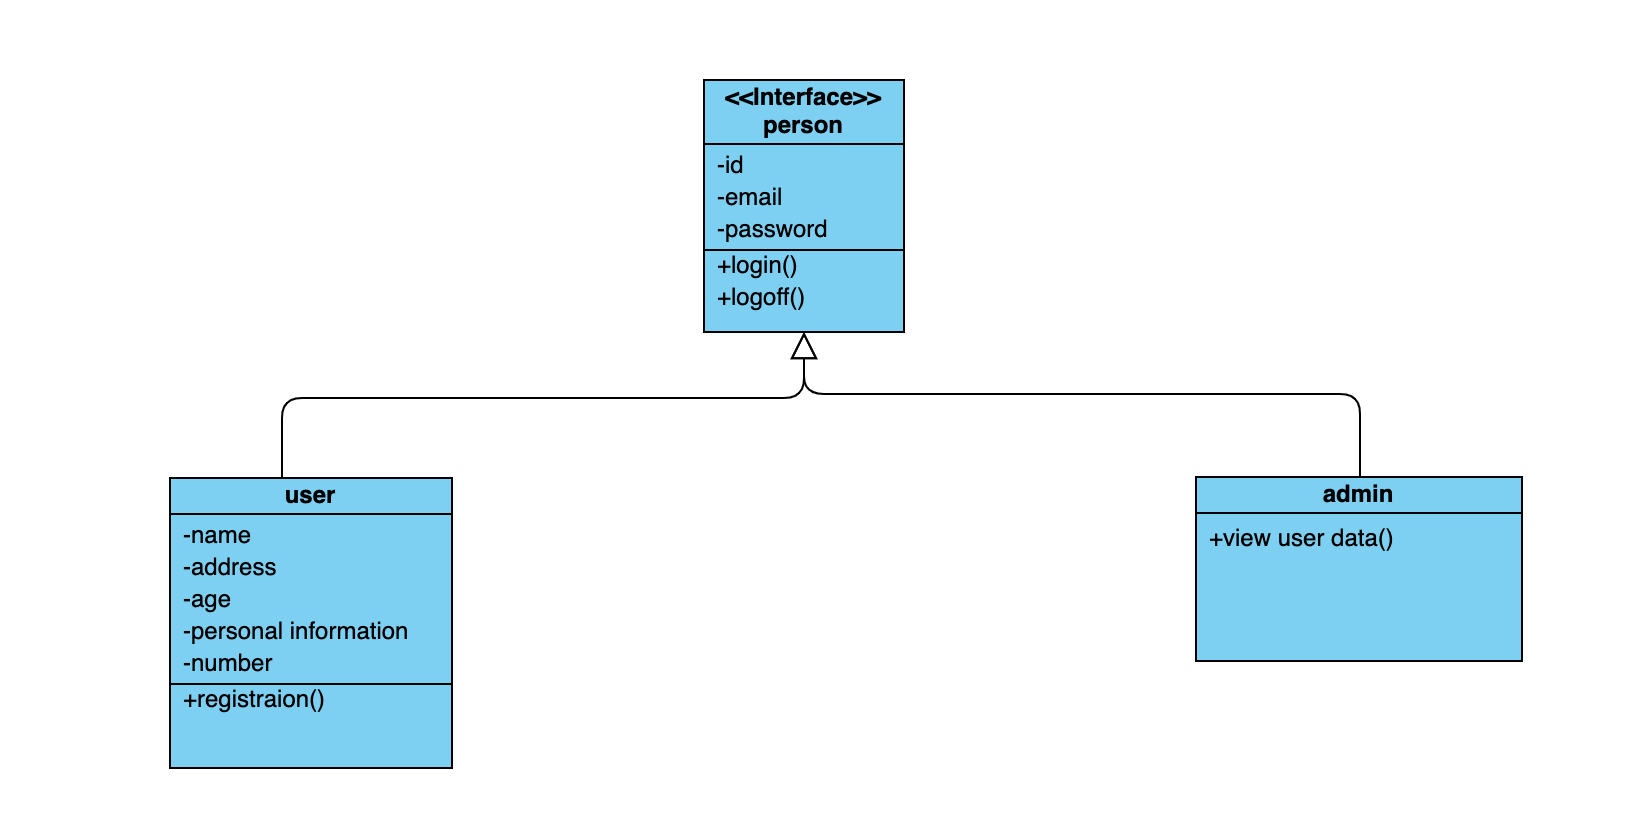 <<Interface>>
person
-id
-email
-password
+login()
+logoff()
user
-name
-address
-age
-personal information
-number
+registraion()
admin
+view user data()